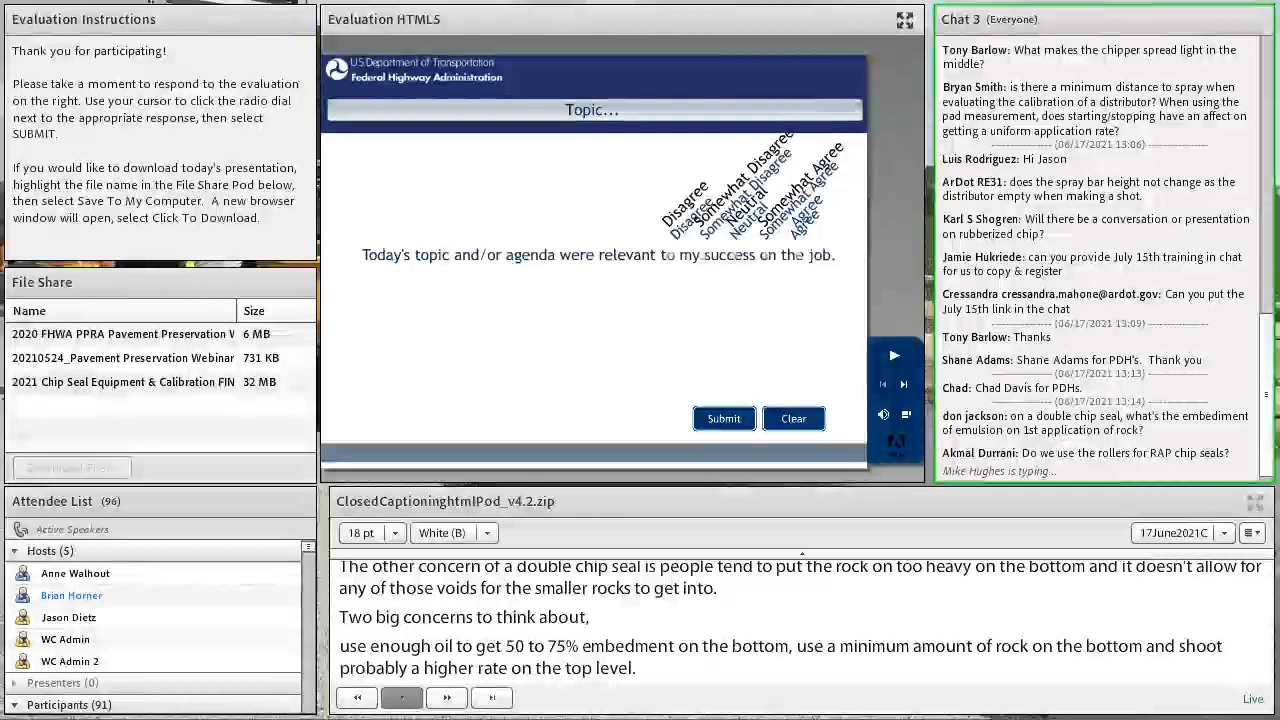 Evaluation Instructions
Thank you for participating!
Please take a moment to respond to the evaluation
on the right. Use your cursor to click the radio dial
next to the appropriate response, then select
SUBMIT.
If you would like to download today's presentation,
highlight the file name in the File Share Pod below,
then select Save To My Computer. A new browser
window will open, select Click To Download.
File Share
Name Size
2020 FHWA PPRA Pavement Preservation W 6 MB
20210524_Pavement Preservation Webinar 731 KB
2021 Chip Seal Equipment & Calibration FIN 32 MB
Attendee List (96)
Active Speakers
Hosts (5)
Anne Walhout
Brian Horner
Jason Dietz
WC Admin
WC Admin 2
Presenters (0)
Participants (91)
Evaluation HTML5
U.S.Department of Transportation
Federal Highway Administration
Topic...
Disagree
Disagree
Somewhat Disagree
Somewhat Disagree
Neutral
Neutral
Somewhat Agree
Somewhat Agree
Agree
Agree
Today's topic and/or agenda were relevant to my success on the job.
Submit
Clear
Chat 3 (Everyone)
Tony Barlow: What makes the chipper spread light in the
middle?
Bryan Smith: is there a minimum distance to spray when
evaluating the calibration of a distributor? When using the
pad measurement, does starting/stopping have an affect on
getting a uniform application rate?
---------------- (06/17/2021 13:06) ----------------
Luis Rodriguez: Hi Jason
ArDot RE31: does the spray bar height not change as the
distributor empty when making a shot.
Karl S Shogren: Will there be a conversation or presentation
on rubberized chip?
Jamie Hukriede: can you provide July 15th training in chat
for us to copy & register
Cressandra cressandra.mahone@ardot.gov: Can you put the
July 15th link in the chat
---------------- (06/17/2021 13:09) ----------------
Tony Barlow: Thanks
Shane Adams: Shane Adams for PDH's. Thank you
---------------- (06/17/2021 13:13) ----------------
Chad: Chad Davis for PDHs.
---------------- (06/17/2021 13:14) ----------------
don jackson: on a double chip seal, what's the embediment
of emulsion on 1st application of rock?
Akmal Durrani: Do we use the rollers for RAP chip seals?
Mike Hughes is typing...
ClosedCaptioninghtmlPod_v4.2.zip
18 pt White (B) 17June2021C
The other concern of a double chip seal is people tend to put the rock on too heavy on the bottom and it doesn't allow for
any of those voids for the smaller rocks to get into.
Two big concerns to think about,
use enough oil to get 50 to 75% embedment on the bottom, use a minimum amount of rock on the bottom and shoot
probably a higher rate on the top level.
Live